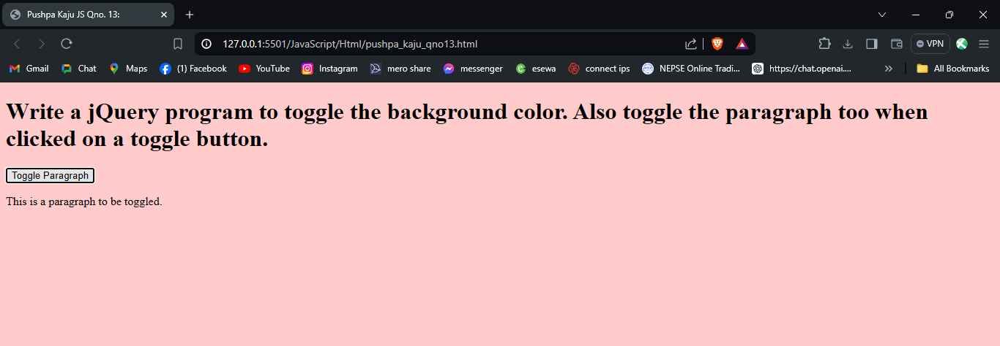 Pushpa Kaju JS Qno. 13:
127.0.0.1:5501/JavaScript/Html/pushpa_kaju_qno13.html
VPN
Gmail Chat Maps (1) Facebook YouTube Instagram mero share messenger esewa connect ips NEPSE Online Tradi... https://chat.openai.... All Bookmarks
Write a jQuery program to toggle the background color. Also toggle the paragraph too when
clicked on a toggle button.
Toggle Paragraph
This is a paragraph to be toggled.